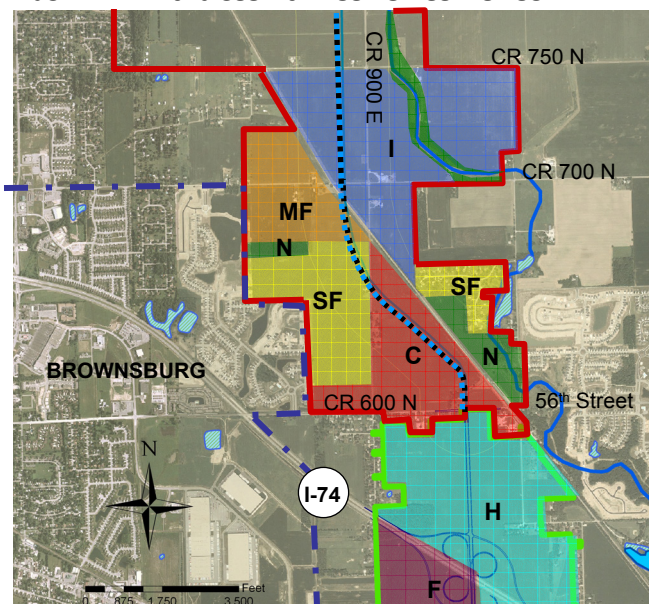 CR 750 N
CR 900 E
I
CR 700 N
MF
N
SF
SF
C
N
BROWNSBURG
CR 600 N
56th Street
N
I-74
H
F
Feet
0 875 1,750 3,500